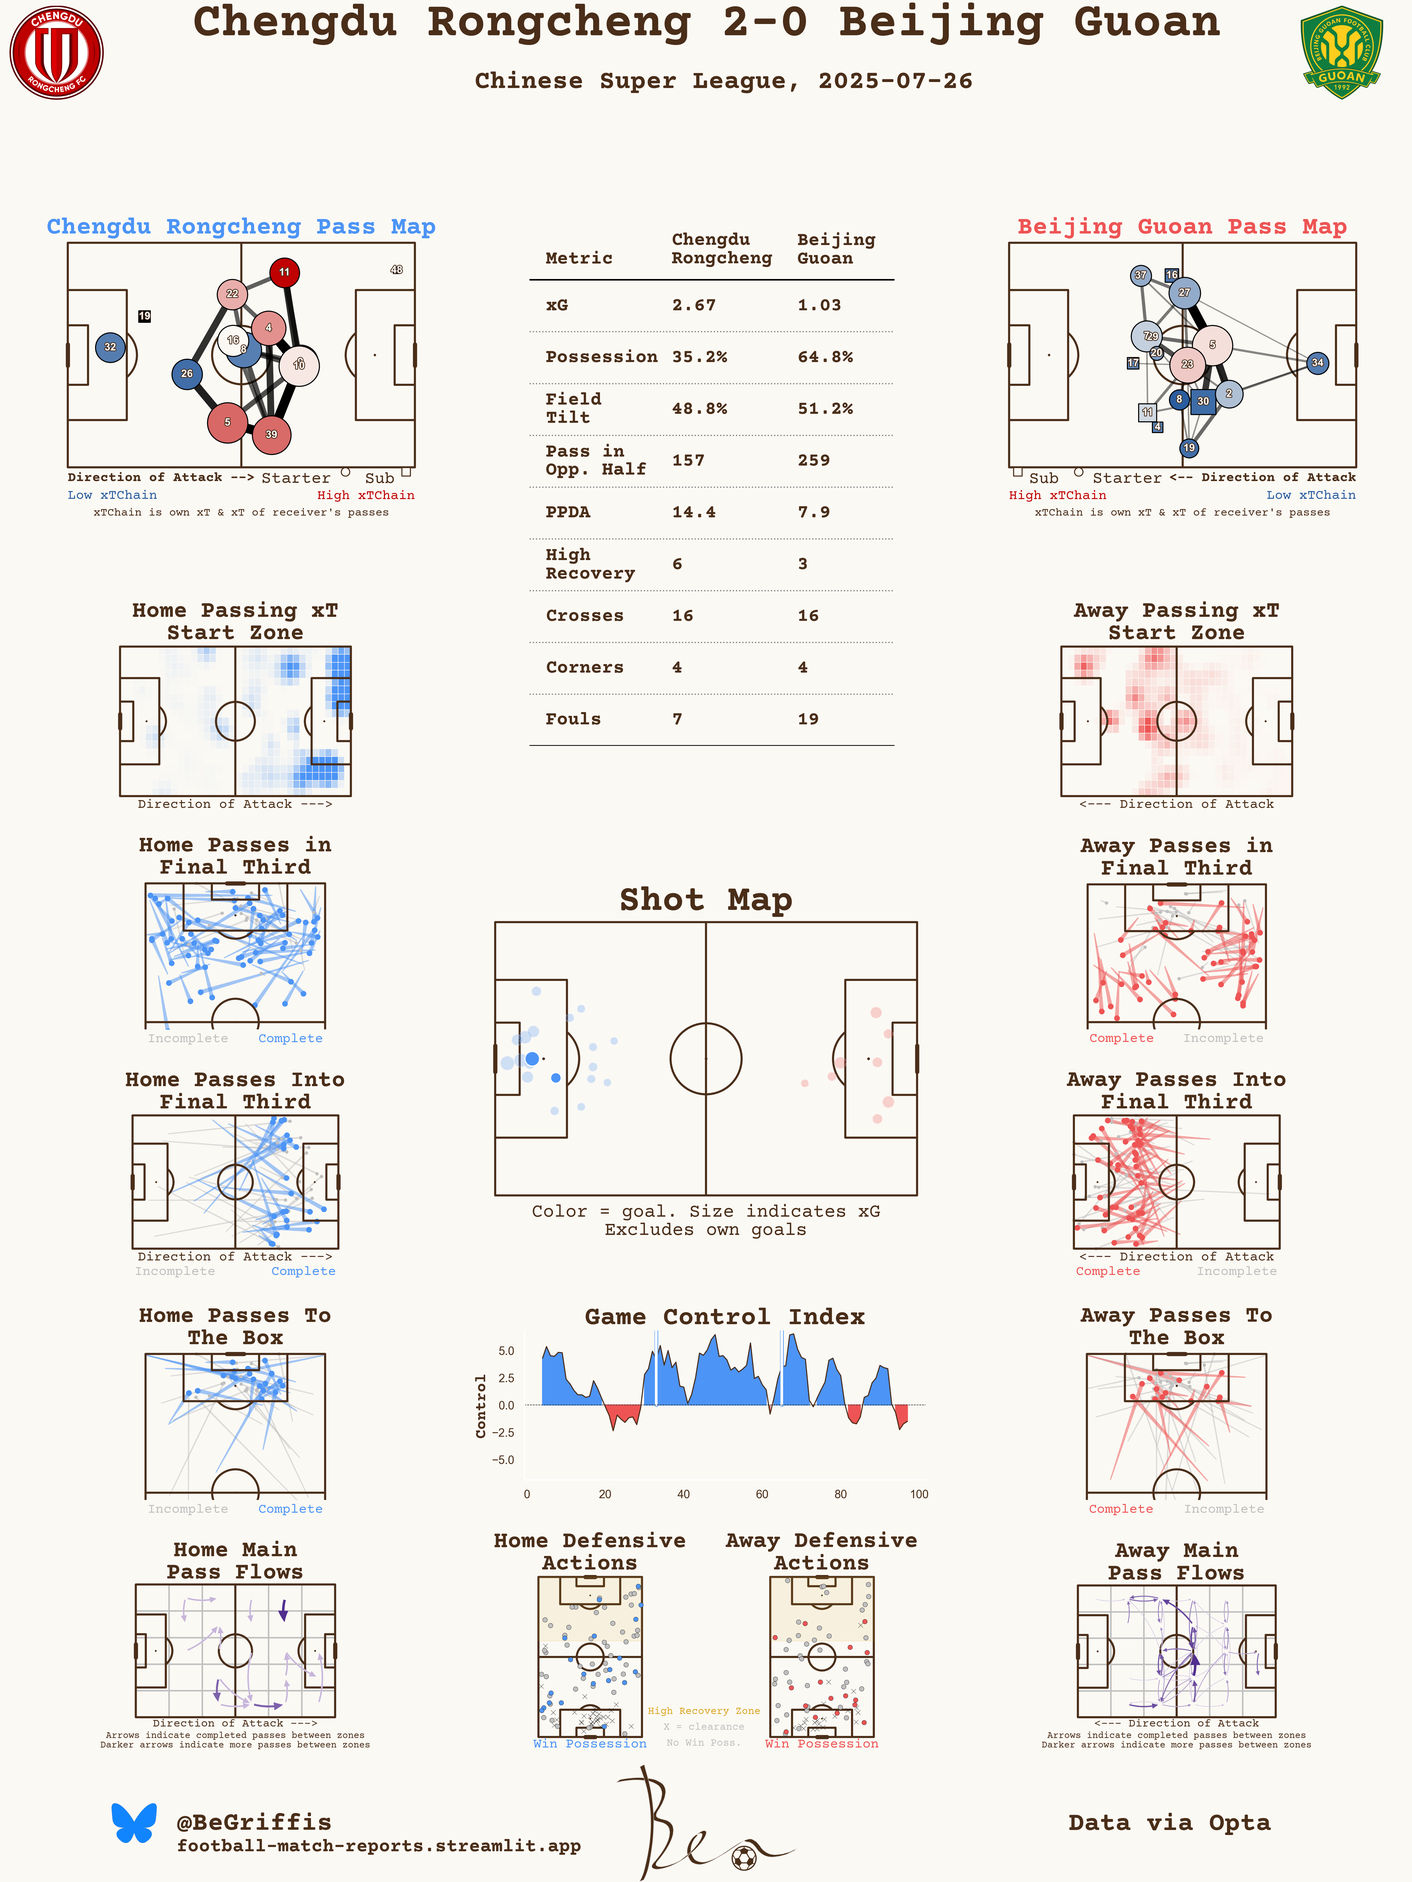 Chengdu Rongcheng 2-0 Beijing Guoan
Chinese Super League, 2025-07-26
CHENGDU
RONGCHENG FC
BEIJING GUOAN FOOTBALL CLUB
GUOAN
1992
Chengdu Rongcheng Pass Map
11
48
22
19
4
16
8
32
10
26
5
39
Direction of Attack --> Starter Sub
Low xTChain High xTChain
xTChain is own xT & xT of receiver's passes
Metric Chengdu Rongcheng Beijing Guoan
xG 2.67 1.03
Possession 35.2% 64.8%
Field Tilt 48.8% 51.2%
Pass in Opp. Half 157 259
PPDA 14.4 7.9
High Recovery 6 3
Crosses 16 16
Corners 4 4
Fouls 7 19
Beijing Guoan Pass Map
37
16
27
7
29
5
20
17
23
34
2
8
30
11
4
19
Sub Starter <-- Direction of Attack
High xTChain Low xTChain
xTChain is own xT & xT of receiver's passes
Home Passing xT
Start Zone
Direction of Attack --->
Away Passing xT
Start Zone
<--- Direction of Attack
Home Passes in
Final Third
Incomplete Complete
Away Passes in
Final Third
Complete Incomplete
Shot Map
Color = goal. Size indicates xG
Excludes own goals
Home Passes Into
Final Third
Direction of Attack --->
Incomplete Complete
Away Passes Into
Final Third
<--- Direction of Attack
Complete Incomplete
Home Passes To
The Box
Incomplete Complete
Game Control Index
Control
5.0
2.5
0.0
−2.5
−5.0
0 20 40 60 80 100
Away Passes To
The Box
Complete Incomplete
Home Main
Pass Flows
Direction of Attack --->
Arrows indicate completed passes between zones
Darker arrows indicate more passes between zones
Home Defensive
Actions
Win Possession
High Recovery Zone
X = clearance
No Win Poss.
Away Defensive
Actions
Win Possession
Away Main
Pass Flows
<--- Direction of Attack
Arrows indicate completed passes between zones
Darker arrows indicate more passes between zones
@BeGriffis
football-match-reports.streamlit.app
Ben
Data via Opta